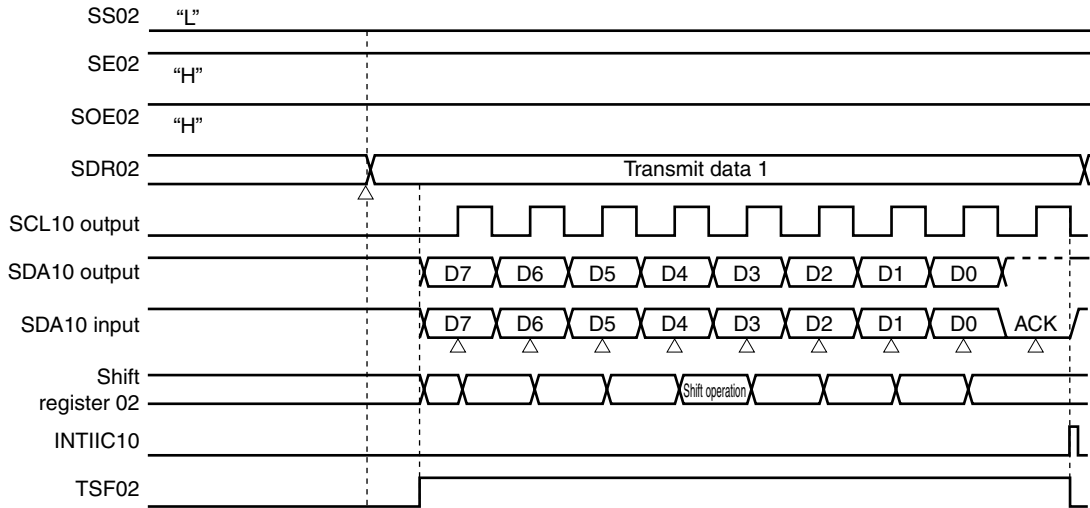 SS02 “L”
SE02 “H”
SOE02 “H”
SDR02 Transmit data 1
SCL10 output
SDA10 output D7 D6 D5 D4 D3 D2 D1 D0
SDA10 input D7 D6 D5 D4 D3 D2 D1 D0 ACK
Shift
register 02 Shift operation
INTIIC10
TSF02